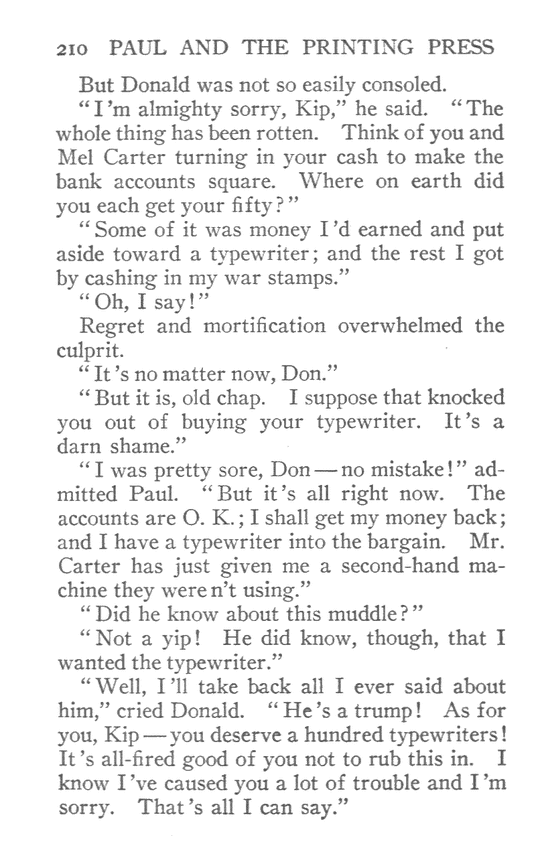 210 PAUL AND THE PRINTING PRESS
But Donald was not so easily consoled.
“I’m almighty sorry, Kip,” he said. “The
whole thing has been rotten. Think of you and
Mel Carter turning in your cash to make the
bank accounts square. Where on earth did
you each get your fifty?”
“Some of it was money I’d earned and put
aside toward a typewriter; and the rest I got
by cashing in my war stamps.”
“Oh, I say!”
Regret and mortification overwhelmed the
culprit.
“It’s no matter now, Don.”
“But it is, old chap. I suppose that knocked
you out of buying your typewriter. It’s a
darn shame.”
“I was pretty sore, Don—no mistake!” ad-
mitted Paul. “But it’s all right now. The
accounts are O. K.; I shall get my money back;
and I have a typewriter into the bargain. Mr.
Carter has just given me a second-hand ma-
chine they weren’t using.”
“Did he know about this muddle?”
“Not a yip! He did know, though, that I
wanted the typewriter.”
“Well, I’ll take back all I ever said about
him,” cried Donald. “He’s a trump! As for
you, Kip—you deserve a hundred typewriters!
It’s all-fired good of you not to rub this in. I
know I’ve caused you a lot of trouble and I’m
sorry. That’s all I can say.”